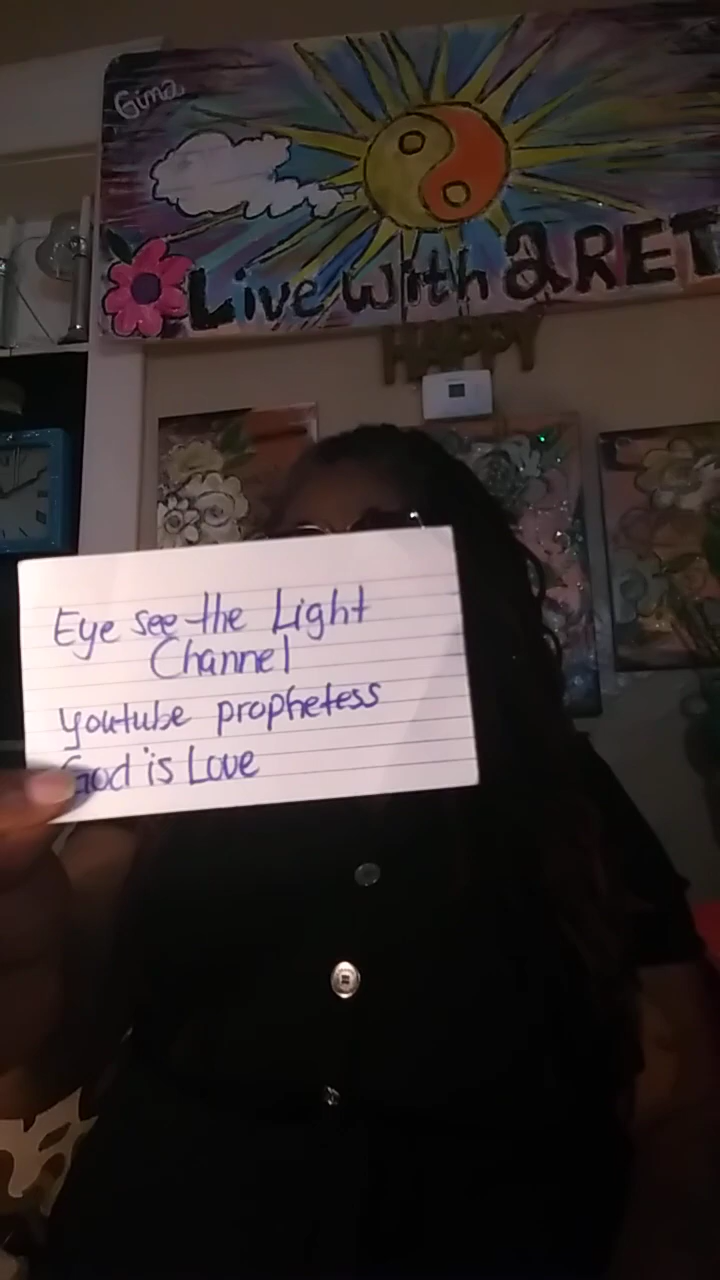 Gina
Live with aRET
HAPPY
Eye see the Light
Channel
youtube prophetess
God is Love